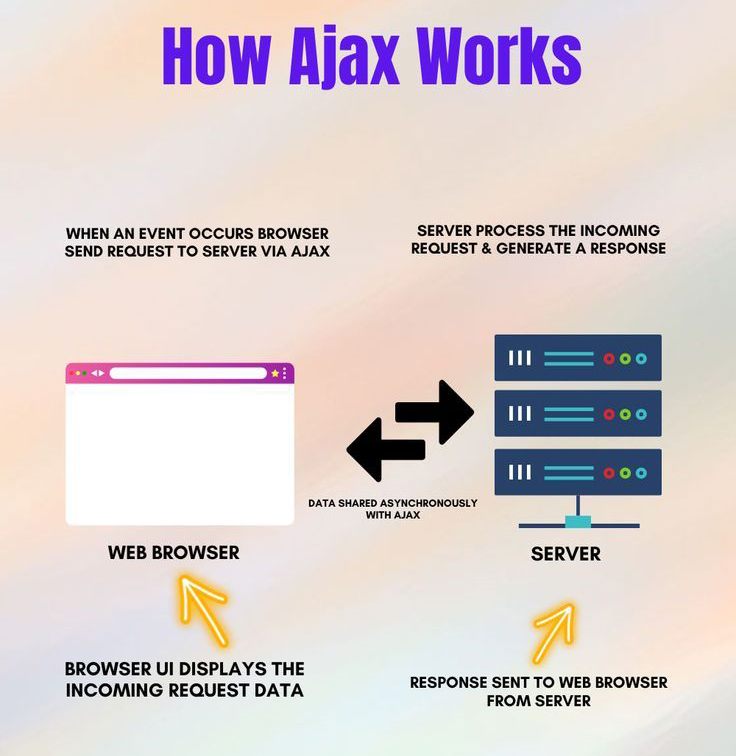 How Ajax Works
WHEN AN EVENT OCCURS BROWSER
SEND REQUEST TO SERVER VIA AJAX
SERVER PROCESS THE INCOMING
REQUEST & GENERATE A RESPONSE
DATA SHARED ASYNCHRONOUSLY
WITH AJAX
WEB BROWSER
SERVER
BROWSER UI DISPLAYS THE
INCOMING REQUEST DATA
RESPONSE SENT TO WEB BROWSER
FROM SERVER